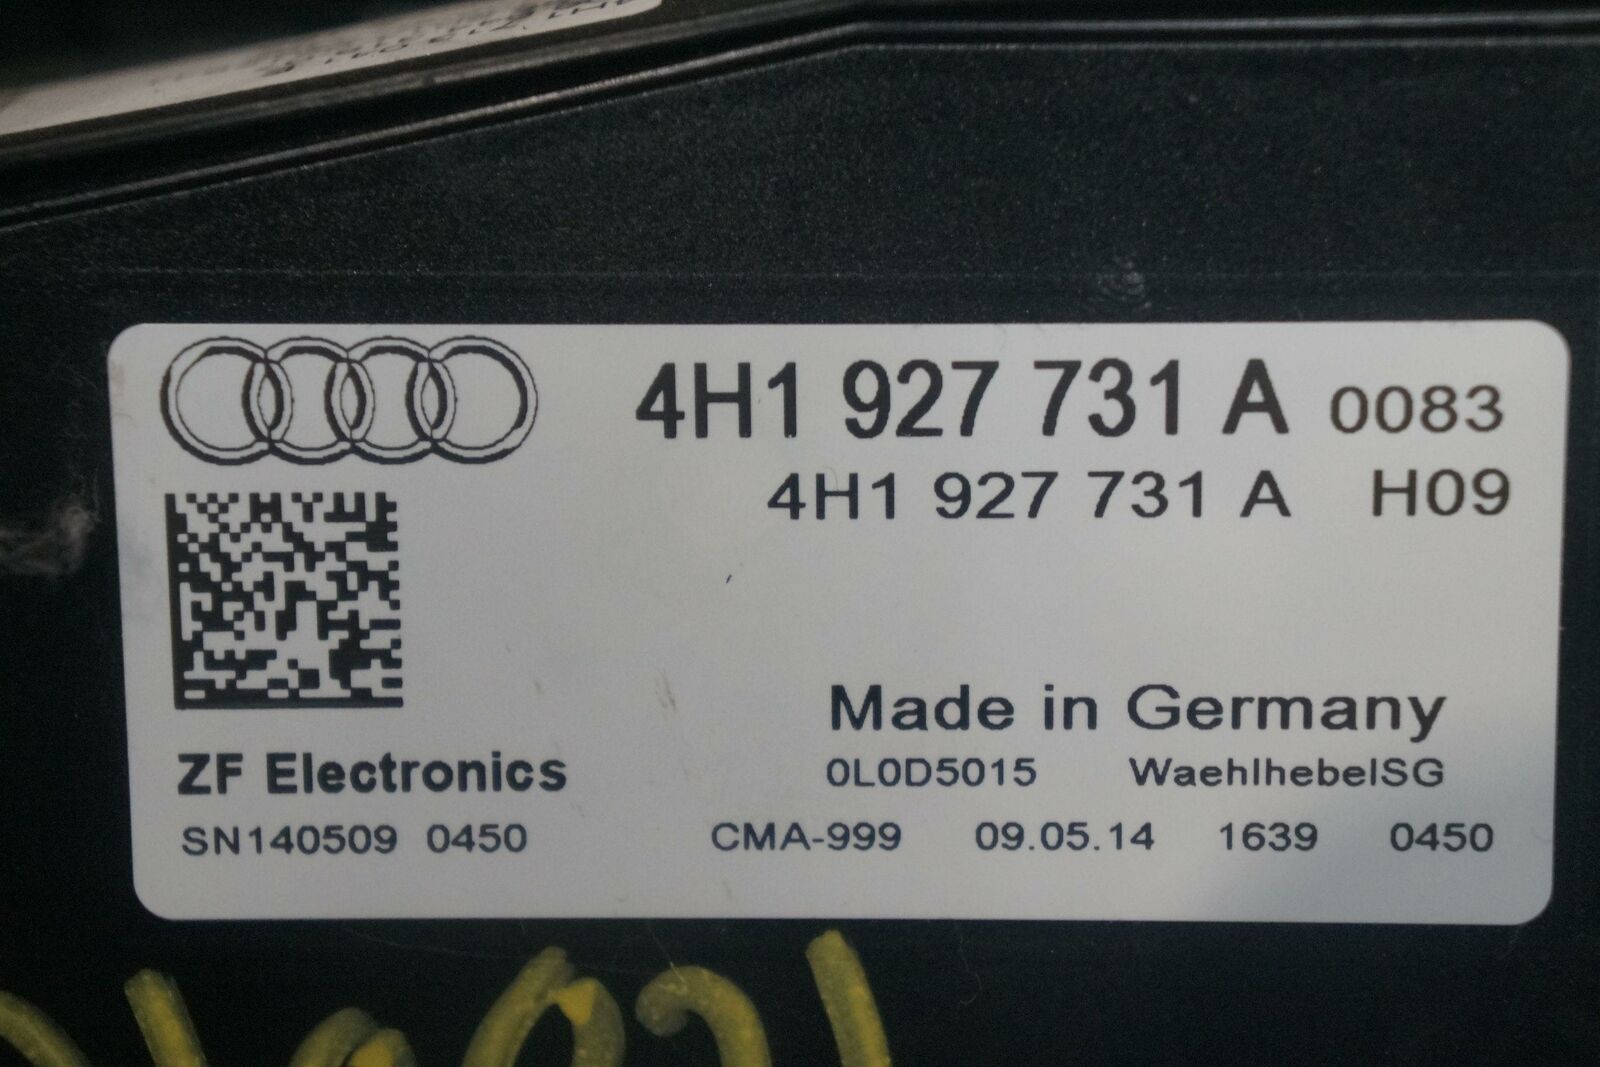 4H1 927 731 A 0083
4H1 927 731 A H09
Made in Germany
ZF Electronics 0L0D5015 WaehlhebelSG
SN140509 0450 CMA-999 09.05.14 1639 0450